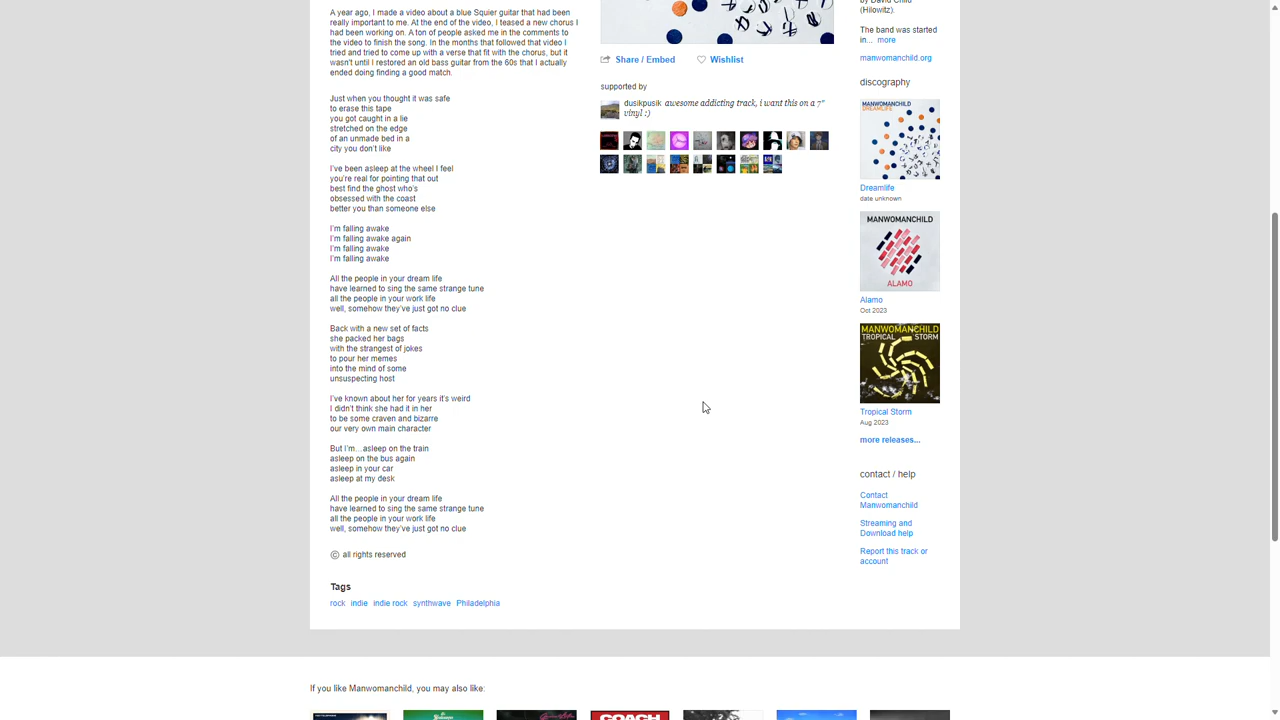 A year ago, I made a video about a blue Squier guitar that had been
really important to me. At the end of the video, I teased a new chorus I
had been working on. A ton of people asked me in the comments to
the video to finish the song. In the months that followed that video I
tried and tried to come up with a verse that fit with the chorus, but it
wasn't until I restored an old bass guitar from the 60s that I actually
ended doing finding a good match.
Just when you thought it was safe
to erase this tape
you got caught in a lie
stretched on the edge
of an unmade bed in a
city you don't like
I've been asleep at the wheel I feel
you're real for pointing that out
best find the ghost who's
obsessed with the coast
better you than someone else
I'm falling awake
I'm falling awake again
I'm falling awake
I'm falling awake
All the people in your dream life
have learned to sing the same strange tune
all the people in your work life
well, somehow they've just got no clue
Back with a new set of facts
she packed her bags
with the strangest of jokes
to pour her memes
into the mind of some
unsuspecting host
I've known about her for years it's weird
I didn't think she had it in her
to be some craven and bizarre
our very own main character
But I'm…asleep on the train
asleep on the bus again
asleep in your car
asleep at my desk
All the people in your dream life
have learned to sing the same strange tune
all the people in your work life
well, somehow they've just got no clue
© all rights reserved
Tags
rock indie indie rock synthwave Philadelphia
Share / Embed Wishlist
supported by
dusikpusik awesome addicting track, i want this on a 7"
vinyl :)
by David Child
(Hilowitz).
The band was started
in... more
manwomanchild.org
discography
MANWOMANCHILD
DREAMLIFE
Dreamlife
date unknown
MANWOMANCHILD
ALAMO
Alamo
Oct 2023
MANWOMANCHILD
TROPICAL STORM
Tropical Storm
Aug 2023
more releases...
contact / help
Contact
Manwomanchild
Streaming and
Download help
Report this track or
account
If you like Manwomanchild, you may also like:
COACH